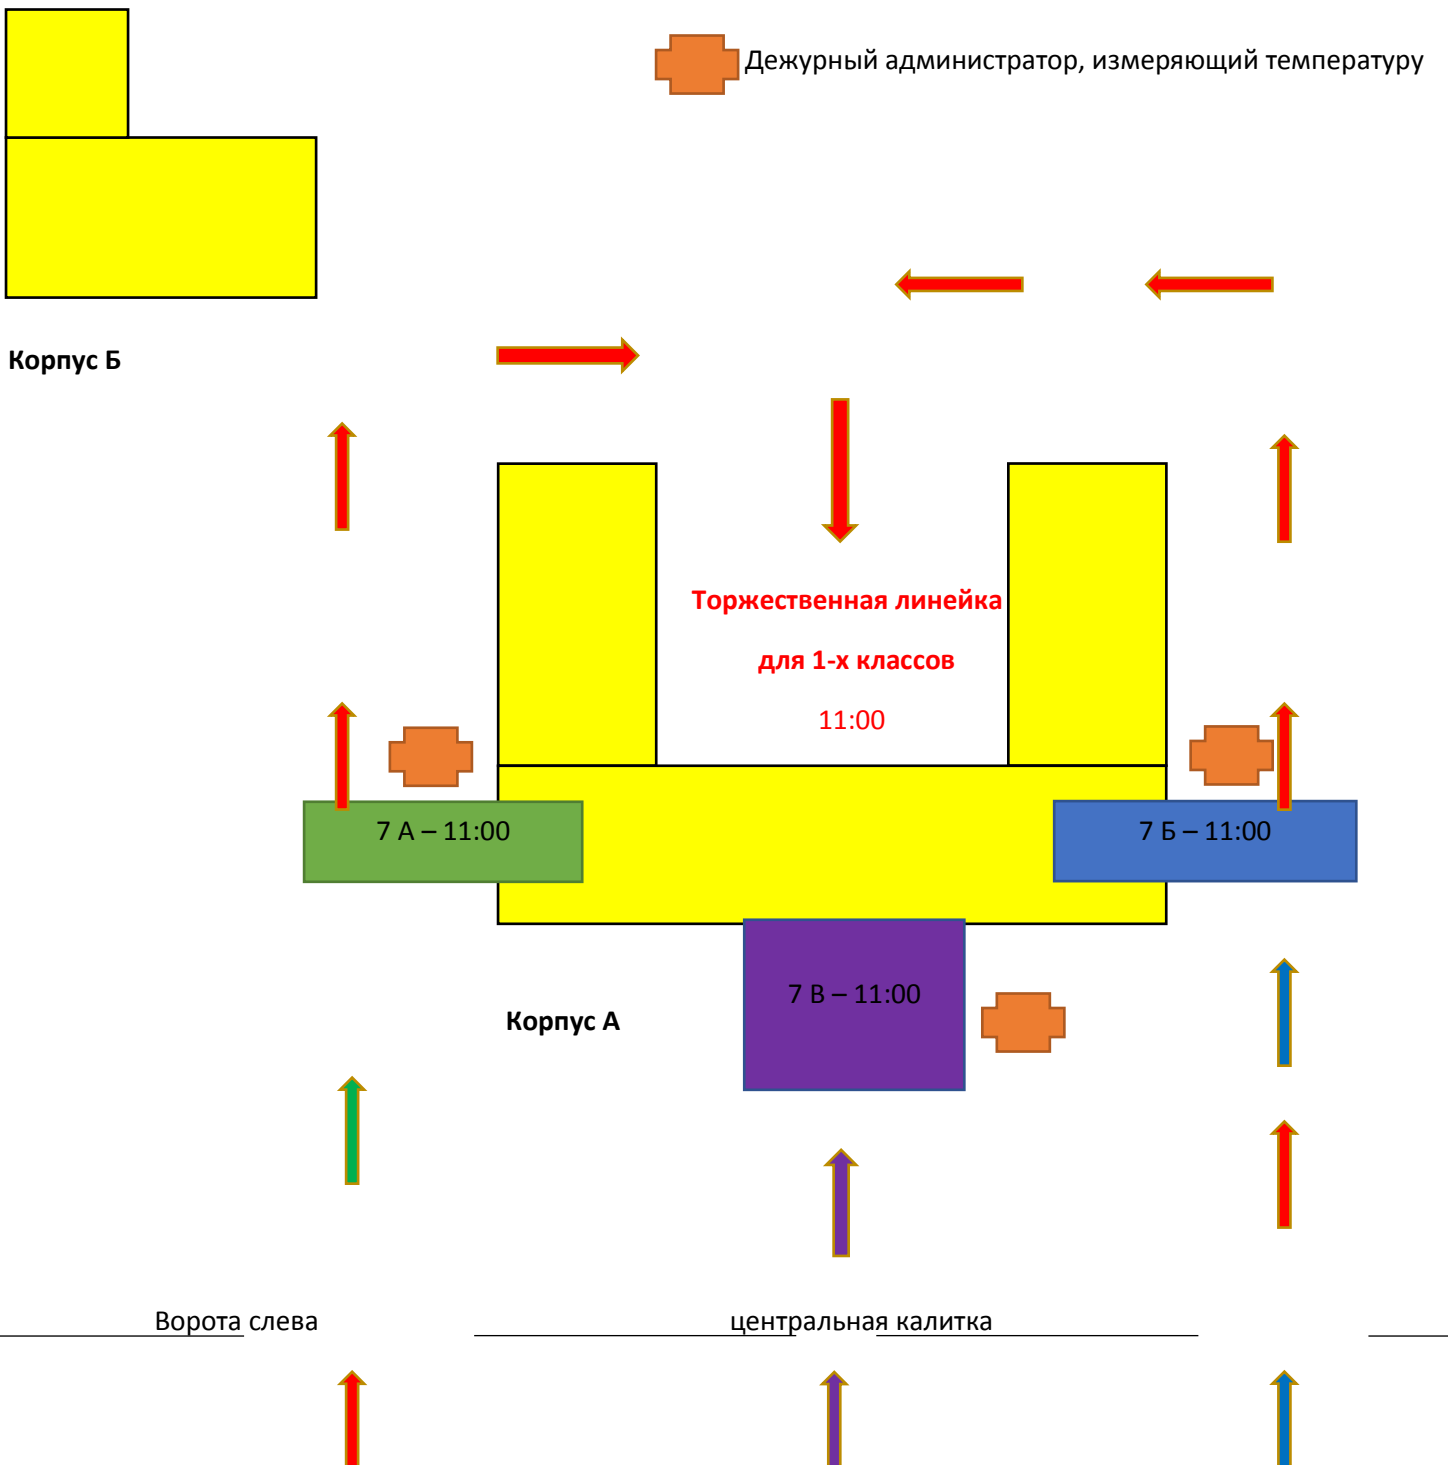 Дежурный администратор, измеряющий температуру
Корпус Б
Торжественная линейка
для 1-х классов
11:00
7 А – 11:00
7 Б – 11:00
7 В – 11:00
Корпус А
Ворота слева
центральная калитка